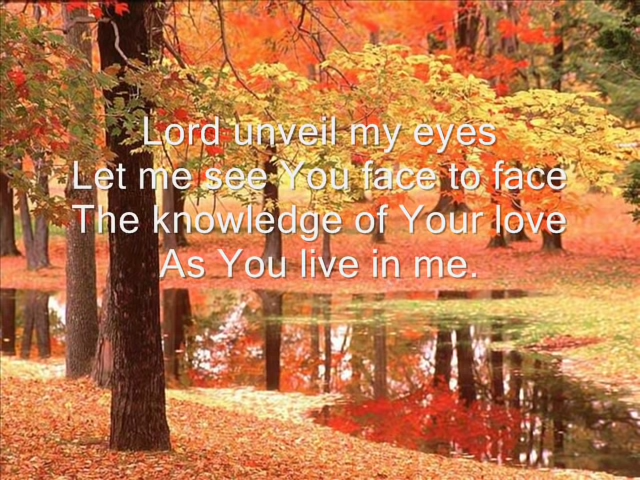 Lord unveil my eyes
Let me see You face to face
The knowledge of Your love
As You live in me.